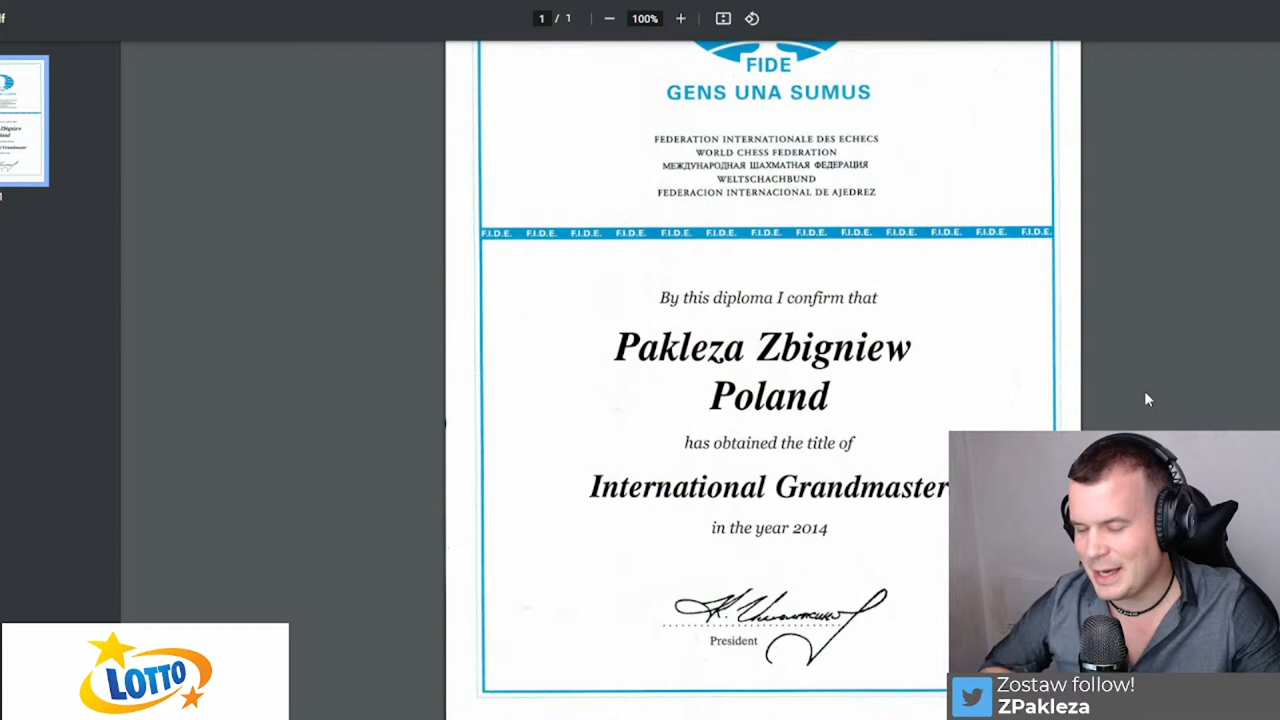 f
1 / 1
100%
FIDE
GENS UNA SUMUS
FEDERATION INTERNATIONALE DES ECHECS
WORLD CHESS FEDERATION
МЕЖДУНАРОДНАЯ ШАХМАТНАЯ ФЕДЕРАЦИЯ
WELTSCHACHBUND
FEDERACION INTERNACIONAL DE AJEDREZ
F.I.D.E. F.I.D.E. F.I.D.E. F.I.D.E. F.I.D.E. F.I.D.E. F.I.D.E. F.I.D.E. F.I.D.E. F.I.D.E. F.I.D.E. F.I.D.E. F.I.D.E.
By this diploma I confirm that
Pakleza Zbigniew
Poland
has obtained the title of
International Grandmaster
in the year 2014
President
LOTTO
Zostaw follow!
ZPakleza